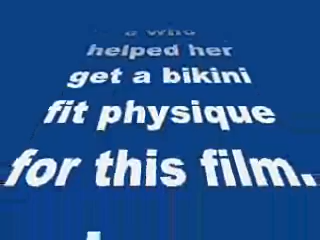 helped her
get a bikini
fit physique
for this film.